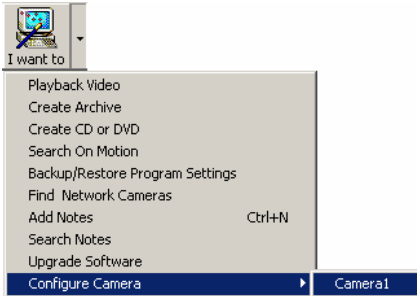 I want to
Playback Video
Create Archive
Create CD or DVD
Search On Motion
Backup/Restore Program Settings
Find Network Cameras
Add Notes Ctrl+N
Search Notes
Upgrade Software
Configure Camera Camera1